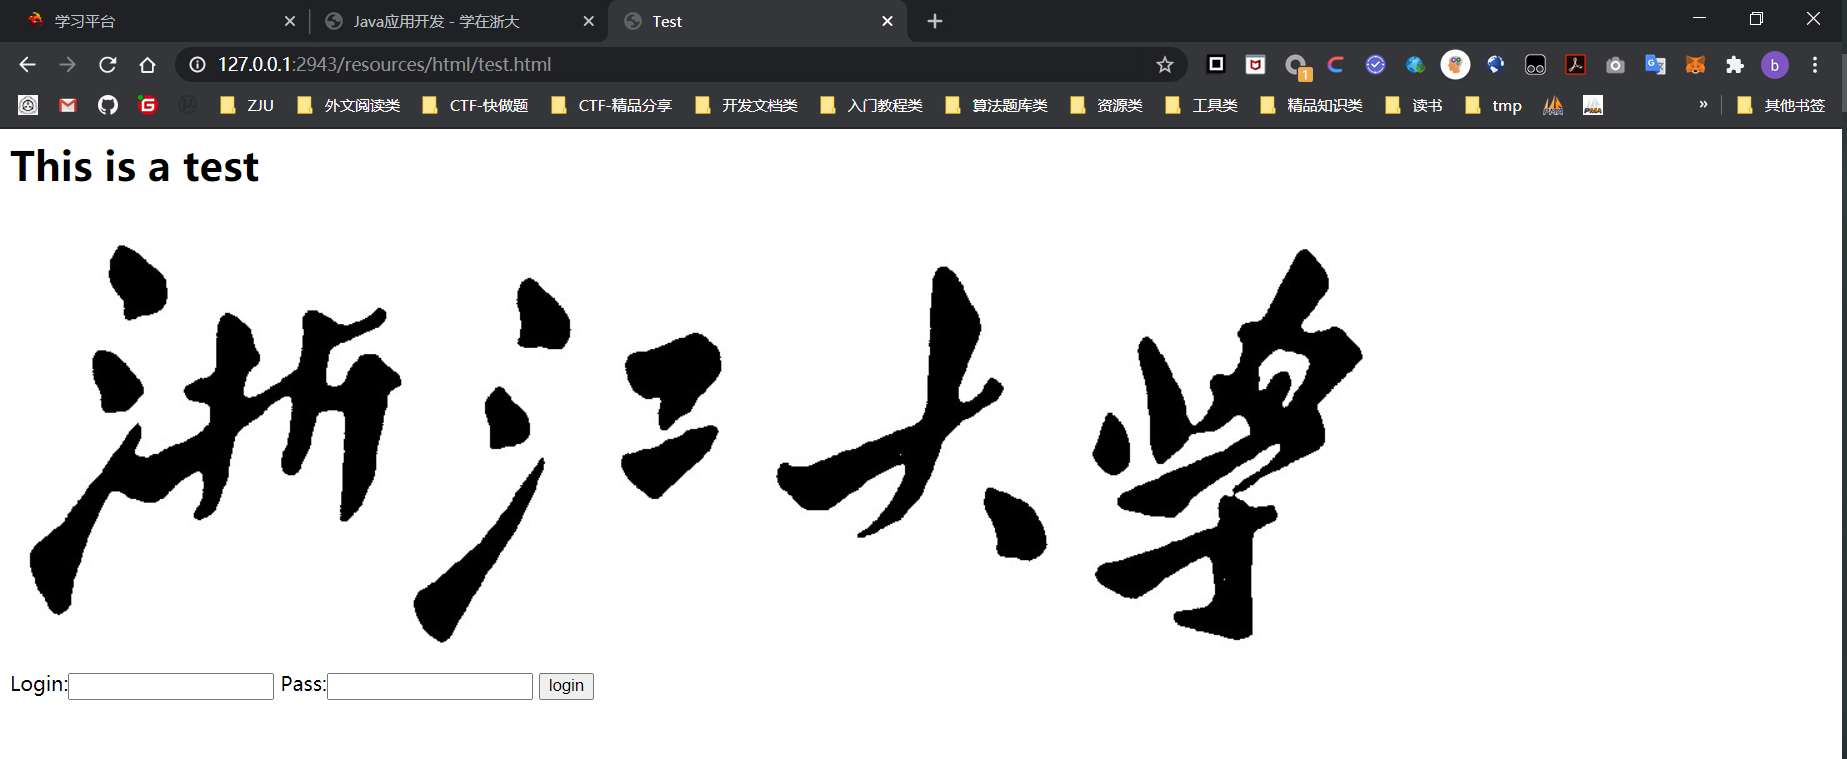 学习平台
Java应用开发 - 学在浙大
Test
127.0.0.1:2943/resources/html/test.html
1
b
ZJU
外文阅读类
CTF-快做题
CTF-精品分享
开发文档类
入门教程类
算法题库类
资源类
工具类
精品知识类
读书
tmp
PMA
PMA
»
其他书签
This is a test
浙江大学
Login:
Pass:
login